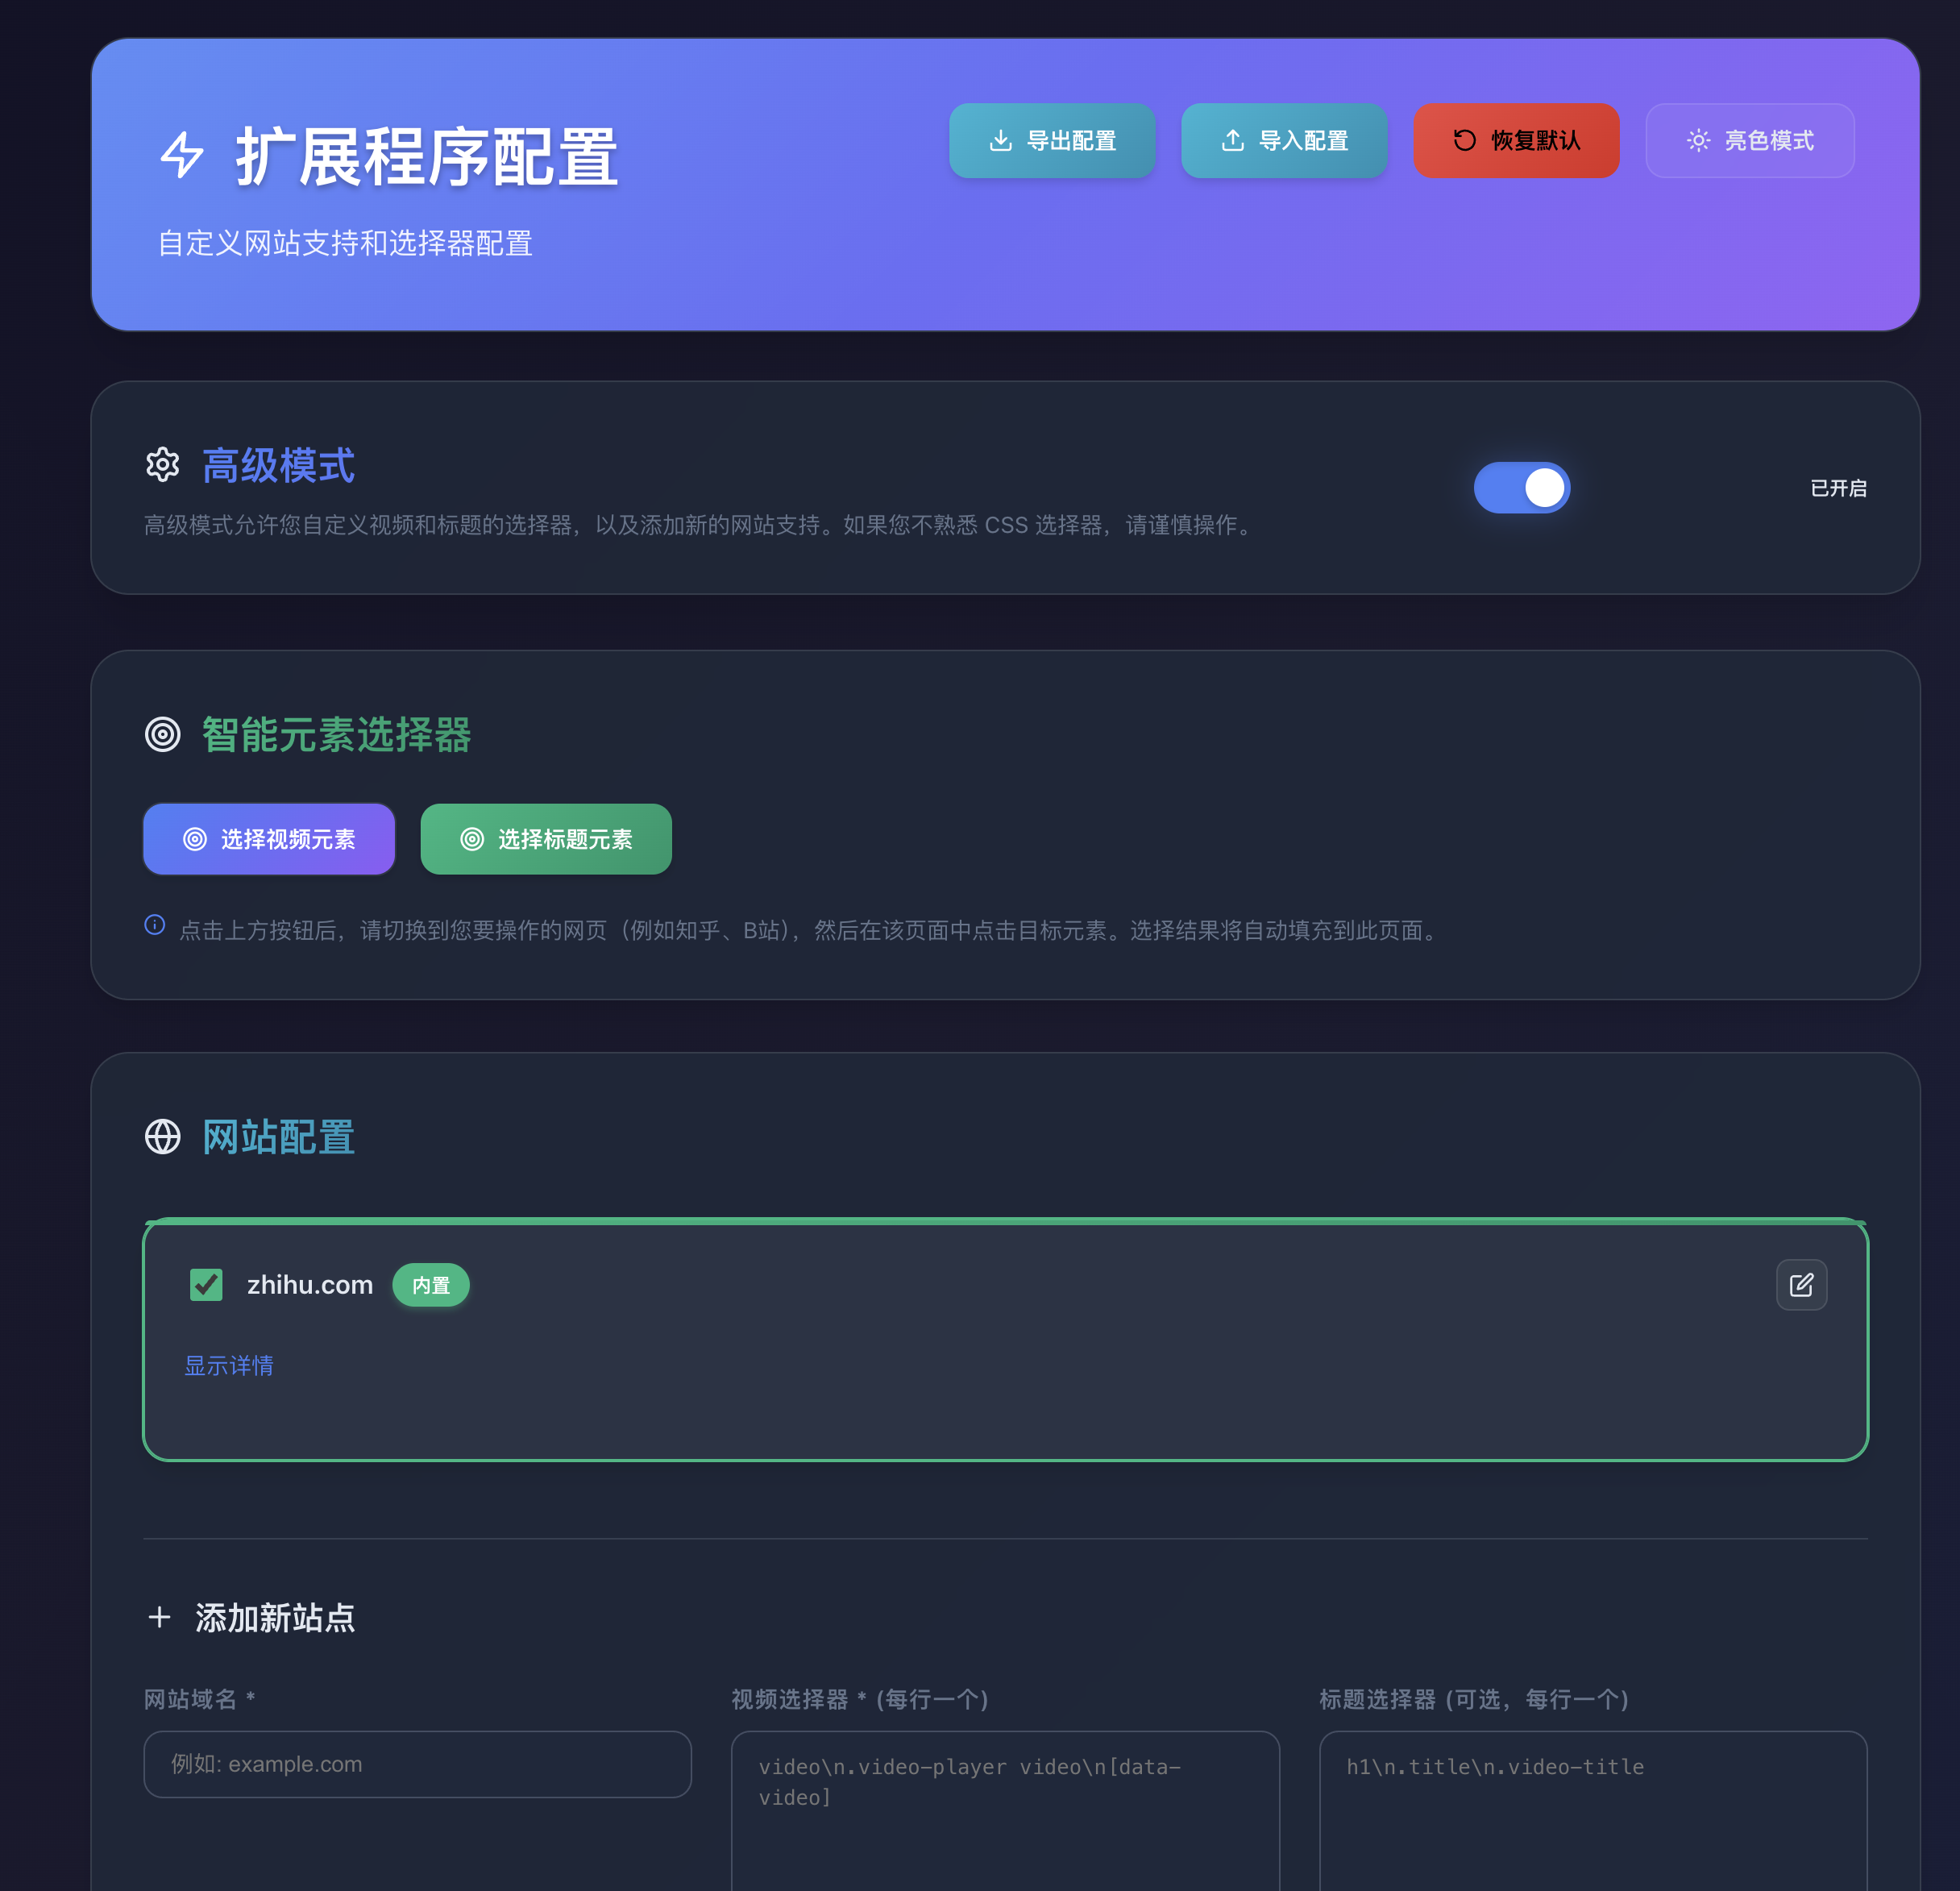 扩展程序配置
导出配置
导入配置
恢复默认
亮色模式
自定义网站支持和选择器配置
高级模式
高级模式允许您自定义视频和标题的选择器，以及添加新的网站支持。如果您不熟悉 CSS 选择器，请谨慎操作。
已开启
智能元素选择器
选择视频元素
选择标题元素
点击上方按钮后，请切换到您要操作的网页（例如知乎、B站），然后在该页面中点击目标元素。选择结果将自动填充到此页面。
网站配置
zhihu.com
内置
显示详情
添加新站点
网站域名 *
例如: example.com
视频选择器 * (每行一个)
video\n.video-player video\n[data-
video]
标题选择器 (可选，每行一个)
h1\n.title\n.video-title